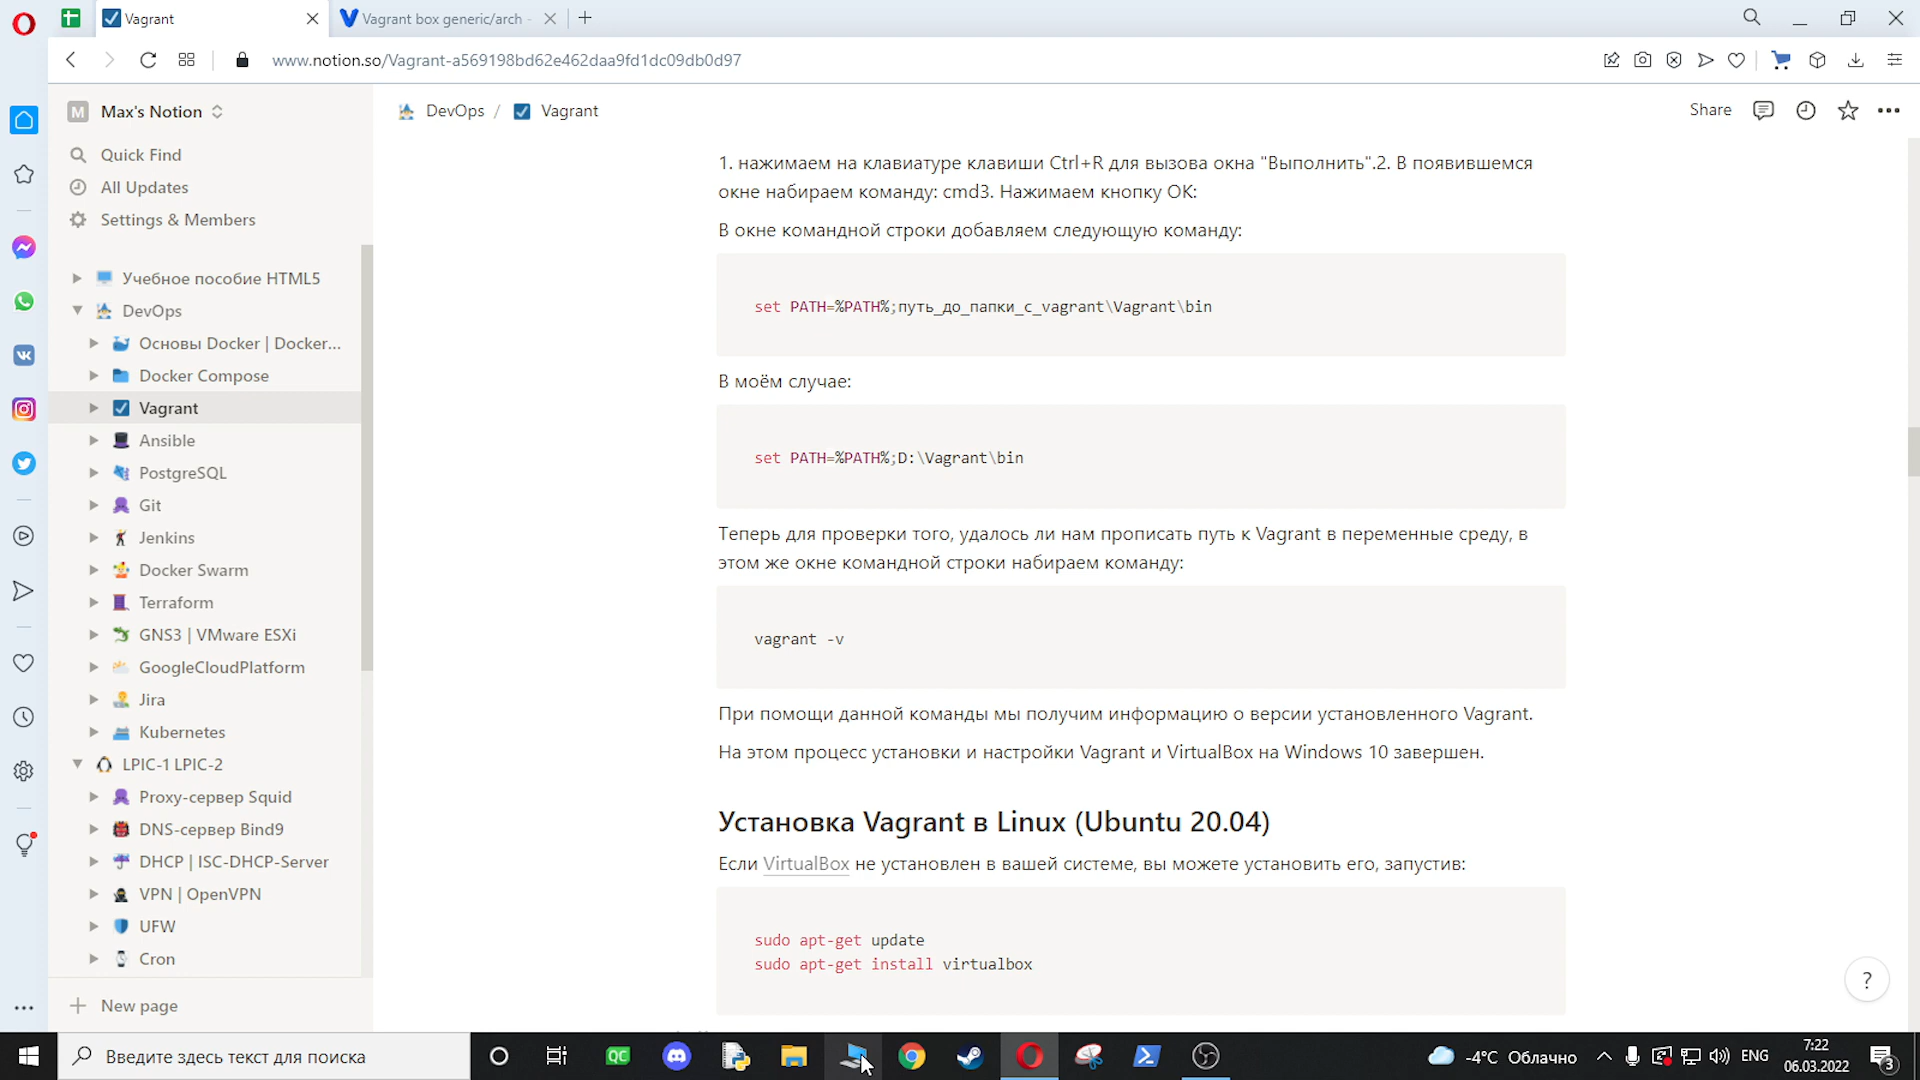 Vagrant
Vagrant box generic/arch -
www.notion.so/Vagrant-a569198bd62e462daa9fd1dc09db0d97
M Max's Notion
DevOps / Vagrant
Share
Quick Find
All Updates
Settings & Members
Учебное пособие HTML5
DevOps
Основы Docker | Docker...
Docker Compose
Vagrant
Ansible
PostgreSQL
Git
Jenkins
Docker Swarm
Terraform
GNS3 | VMware ESXi
GoogleCloudPlatform
Jira
Kubernetes
LPIC-1 LPIC-2
Proxy-сервер Squid
DNS-сервер Bind9
DHCP | ISC-DHCP-Server
VPN | OpenVPN
UFW
Cron
New page
1. нажимаем на клавиатуре клавиши Ctrl+R для вызова окна "Выполнить".2. В появившемся
окне набираем команду: cmd3. Нажимаем кнопку ОК:
В окне командной строки добавляем следующую команду:
set PATH=%PATH%;путь_до_папки_с_vagrant\Vagrant\bin
В моём случае:
set PATH=%PATH%;D:\Vagrant\bin
Теперь для проверки того, удалось ли нам прописать путь к Vagrant в переменные среду, в
этом же окне командной строки набираем команду:
vagrant -v
При помощи данной команды мы получим информацию о версии установленного Vagrant.
На этом процесс установки и настройки Vagrant и VirtualBox на Windows 10 завершен.
Установка Vagrant в Linux (Ubuntu 20.04)
Если VirtualBox не установлен в вашей системе, вы можете установить его, запустив:
sudo apt-get update
sudo apt-get install virtualbox
?
Введите здесь текст для поиска
QC
-4°C Облачно
ENG
7:22
06.03.2022
3